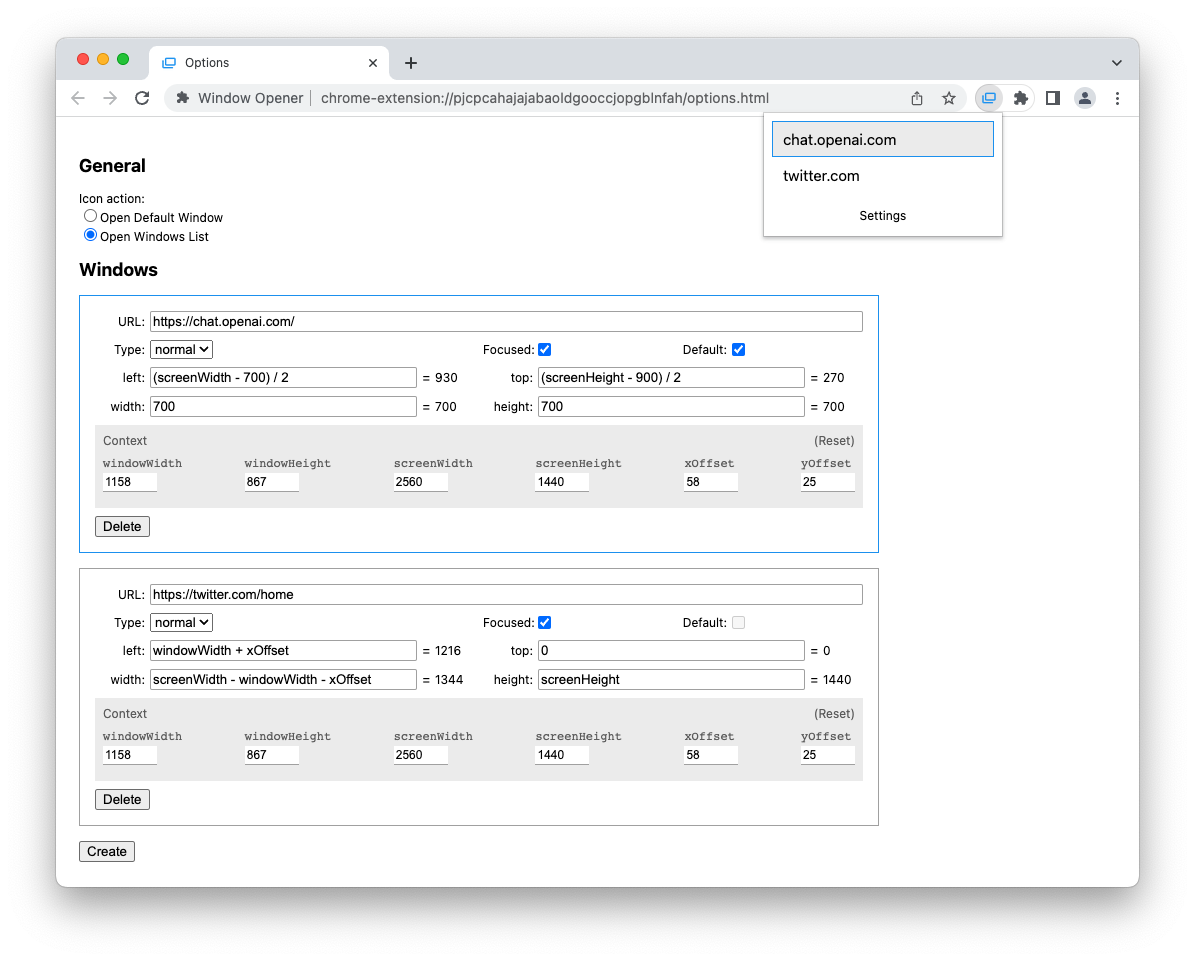 Options
Window Opener chrome-extension://pjcpcahajajabaoldgooccjopgblnfah/options.html
chat.openai.com
twitter.com
Settings
General
Icon action:
Open Default Window
Open Windows List
Windows
URL: https://chat.openai.com/
Type: normal Focused: Default:
left: (screenWidth - 700) / 2 = 930 top: (screenHeight - 900) / 2 = 270
width: 700 = 700 height: 700 = 700
Context (Reset)
windowWidth windowHeight screenWidth screenHeight xOffset yOffset
1158 867 2560 1440 58 25
Delete
URL: https://twitter.com/home
Type: normal Focused: Default:
left: windowWidth + xOffset = 1216 top: 0 = 0
width: screenWidth - windowWidth - xOffset = 1344 height: screenHeight = 1440
Context (Reset)
windowWidth windowHeight screenWidth screenHeight xOffset yOffset
1158 867 2560 1440 58 25
Delete
Create